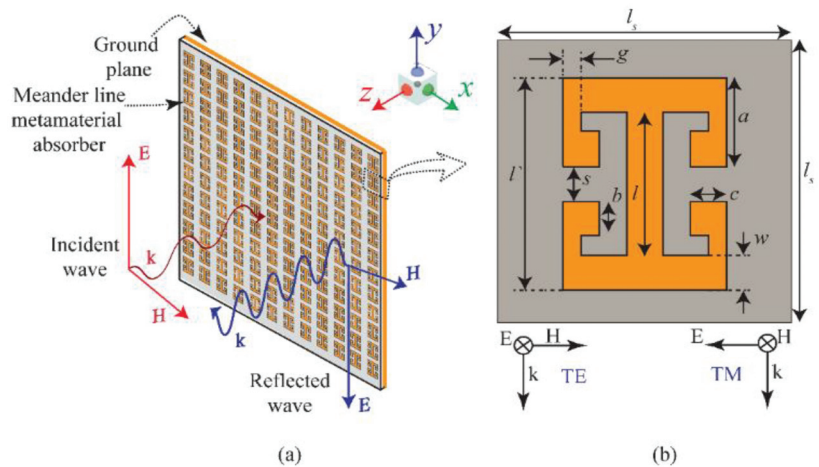 Ground
plane
Meander line
metamaterial
absorber
y
z
x
E
Incident
wave
k
H
H
k
Reflected
wave
E
(a)
l_s
g
a
l`
s
b
l
c
l_s
w
E
H
k
TE
E
H
k
TM
(b)